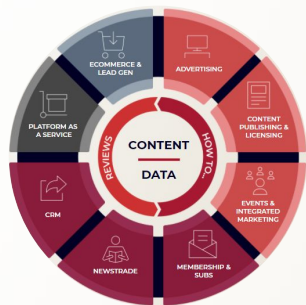 ECOMMERCE &
LEAD GEN
ADVERTISING
CONTENT
PUBLISHING &
LICENSING
EVENTS &
INTEGRATED
MARKETING
MEMBERSHIP &
SUBS
NEWSTRADE
CRM
PLATFORM AS
A SERVICE
REVIEWS
HOW TO...
CONTENT
DATA